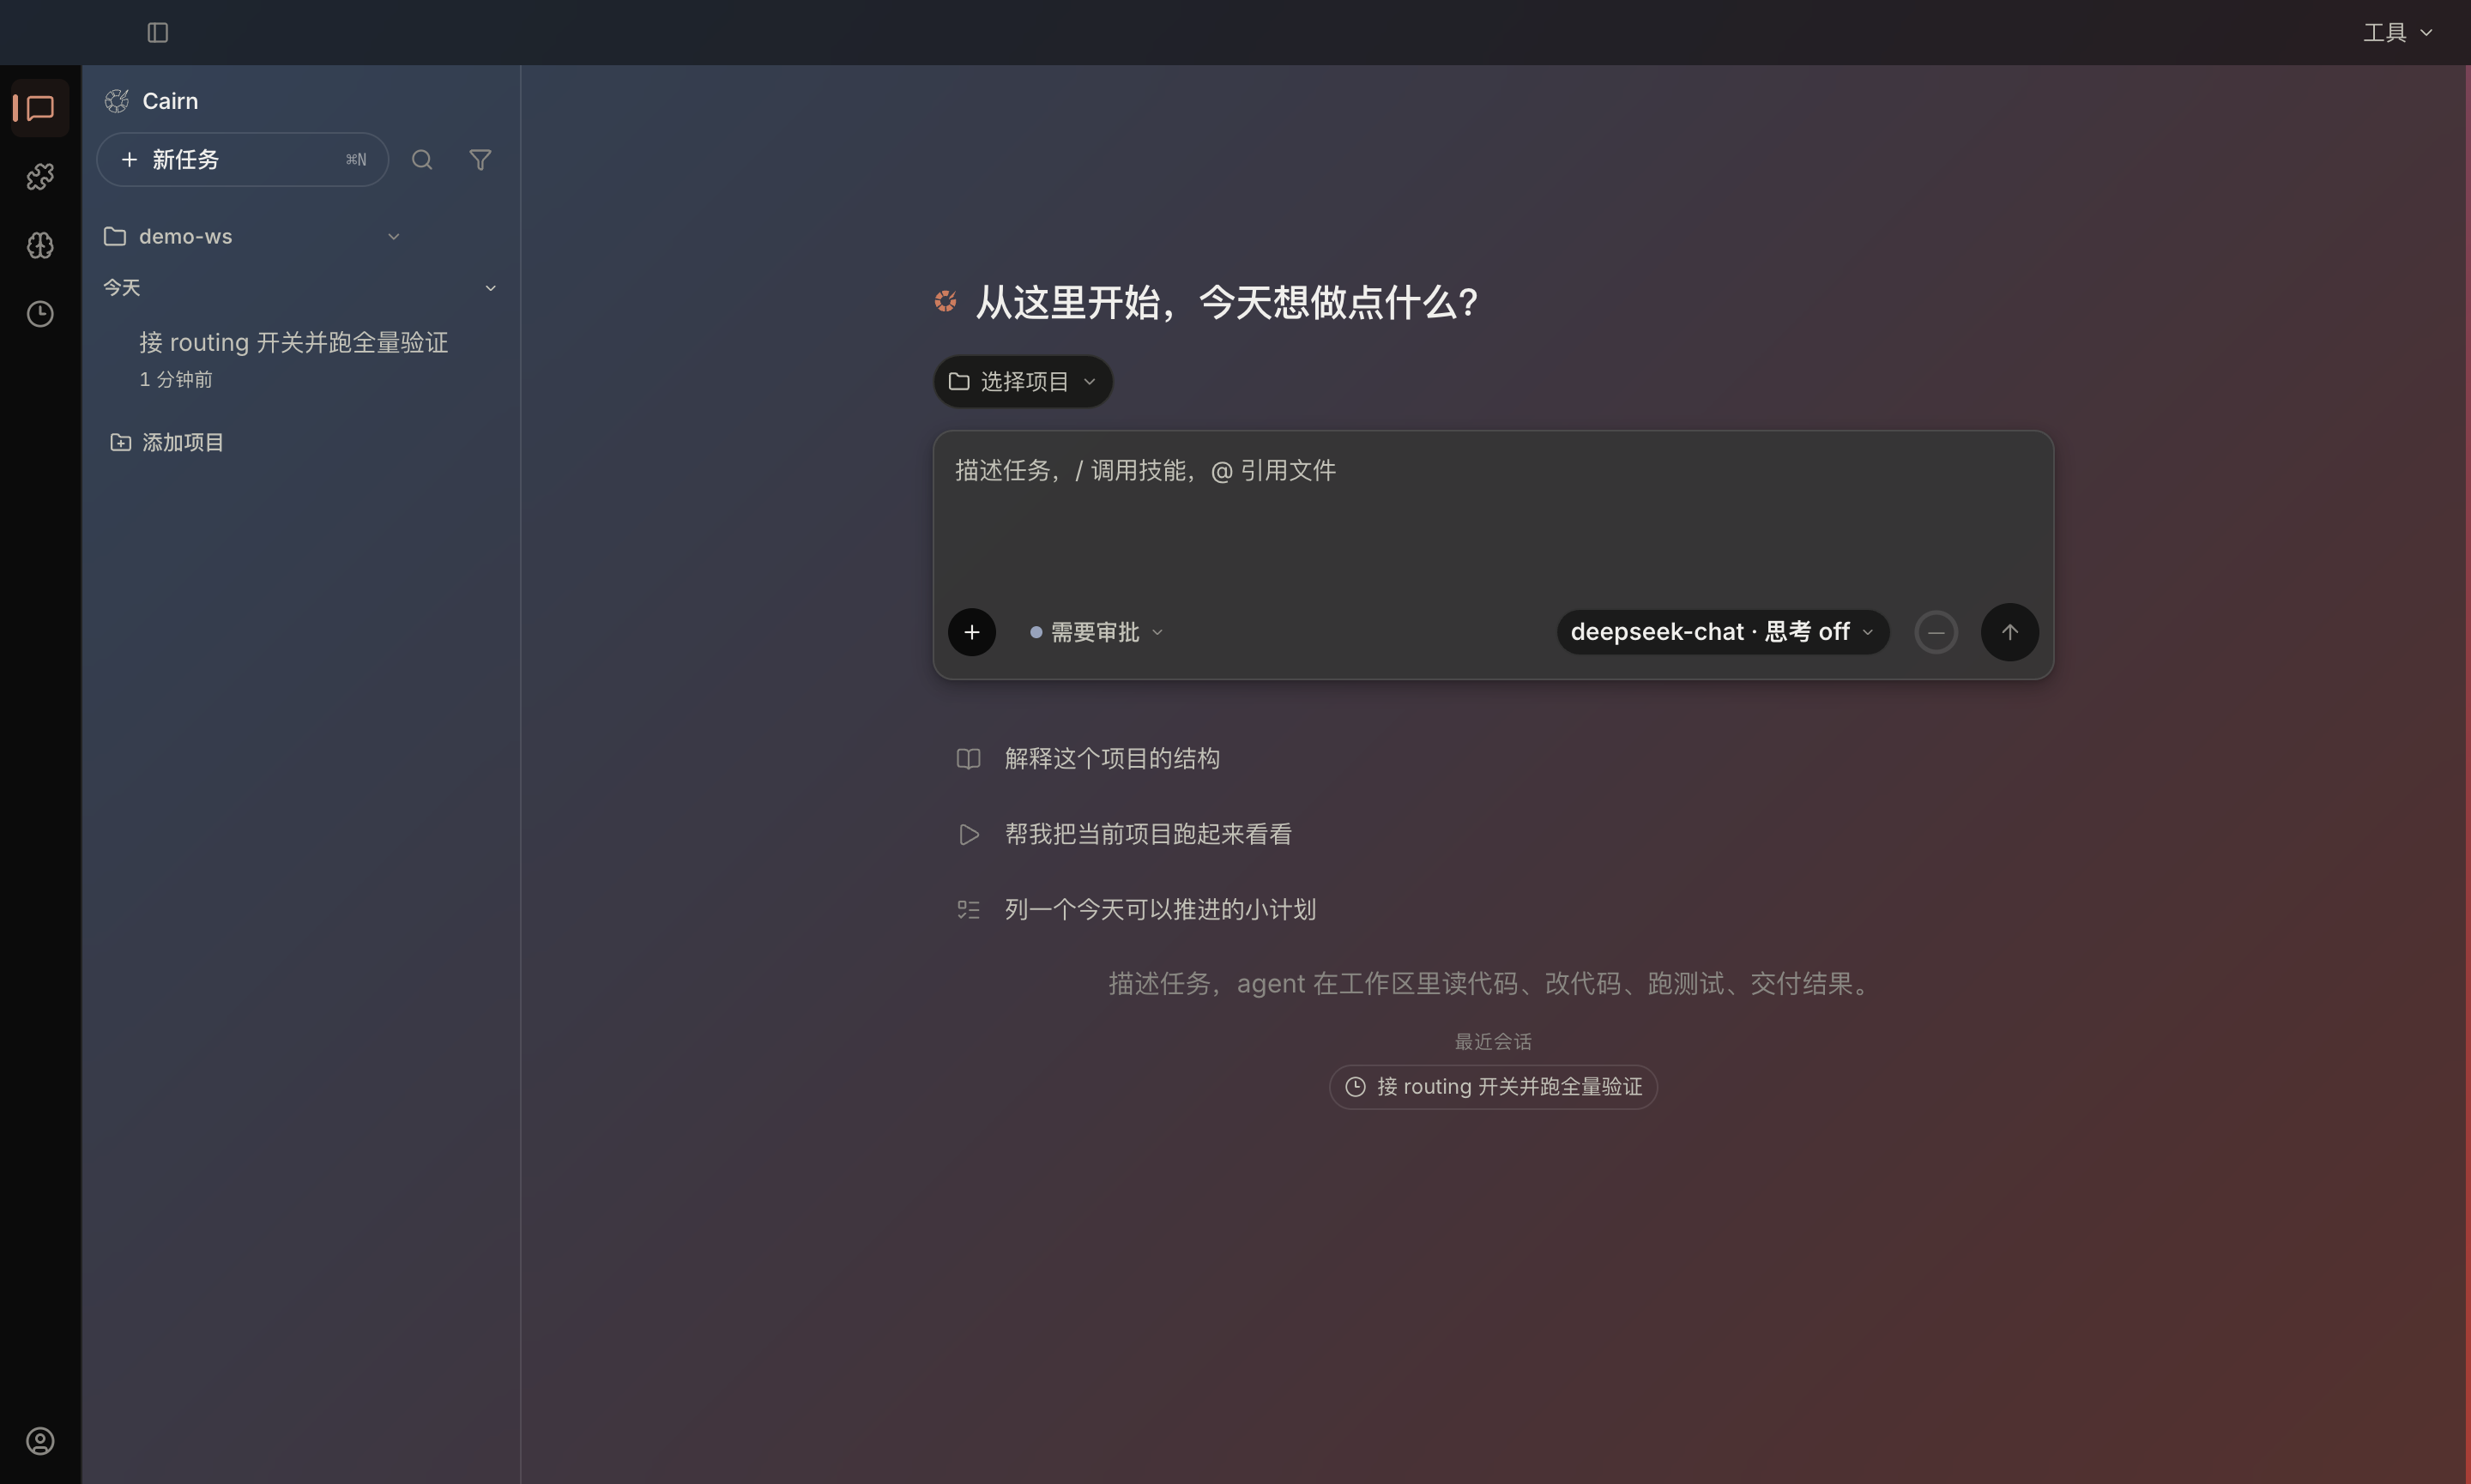 工具
Cairn
新任务 ⌘N
demo-ws
今天
接 routing 开关并跑全量验证
1 分钟前
添加项目
从这里开始，今天想做点什么?
选择项目
描述任务，/ 调用技能，@ 引用文件
需要审批
deepseek-chat · 思考 off
解释这个项目的结构
帮我把当前项目跑起来看看
列一个今天可以推进的小计划
描述任务，agent 在工作区里读代码、改代码、跑测试、交付结果。
最近会话
接 routing 开关并跑全量验证